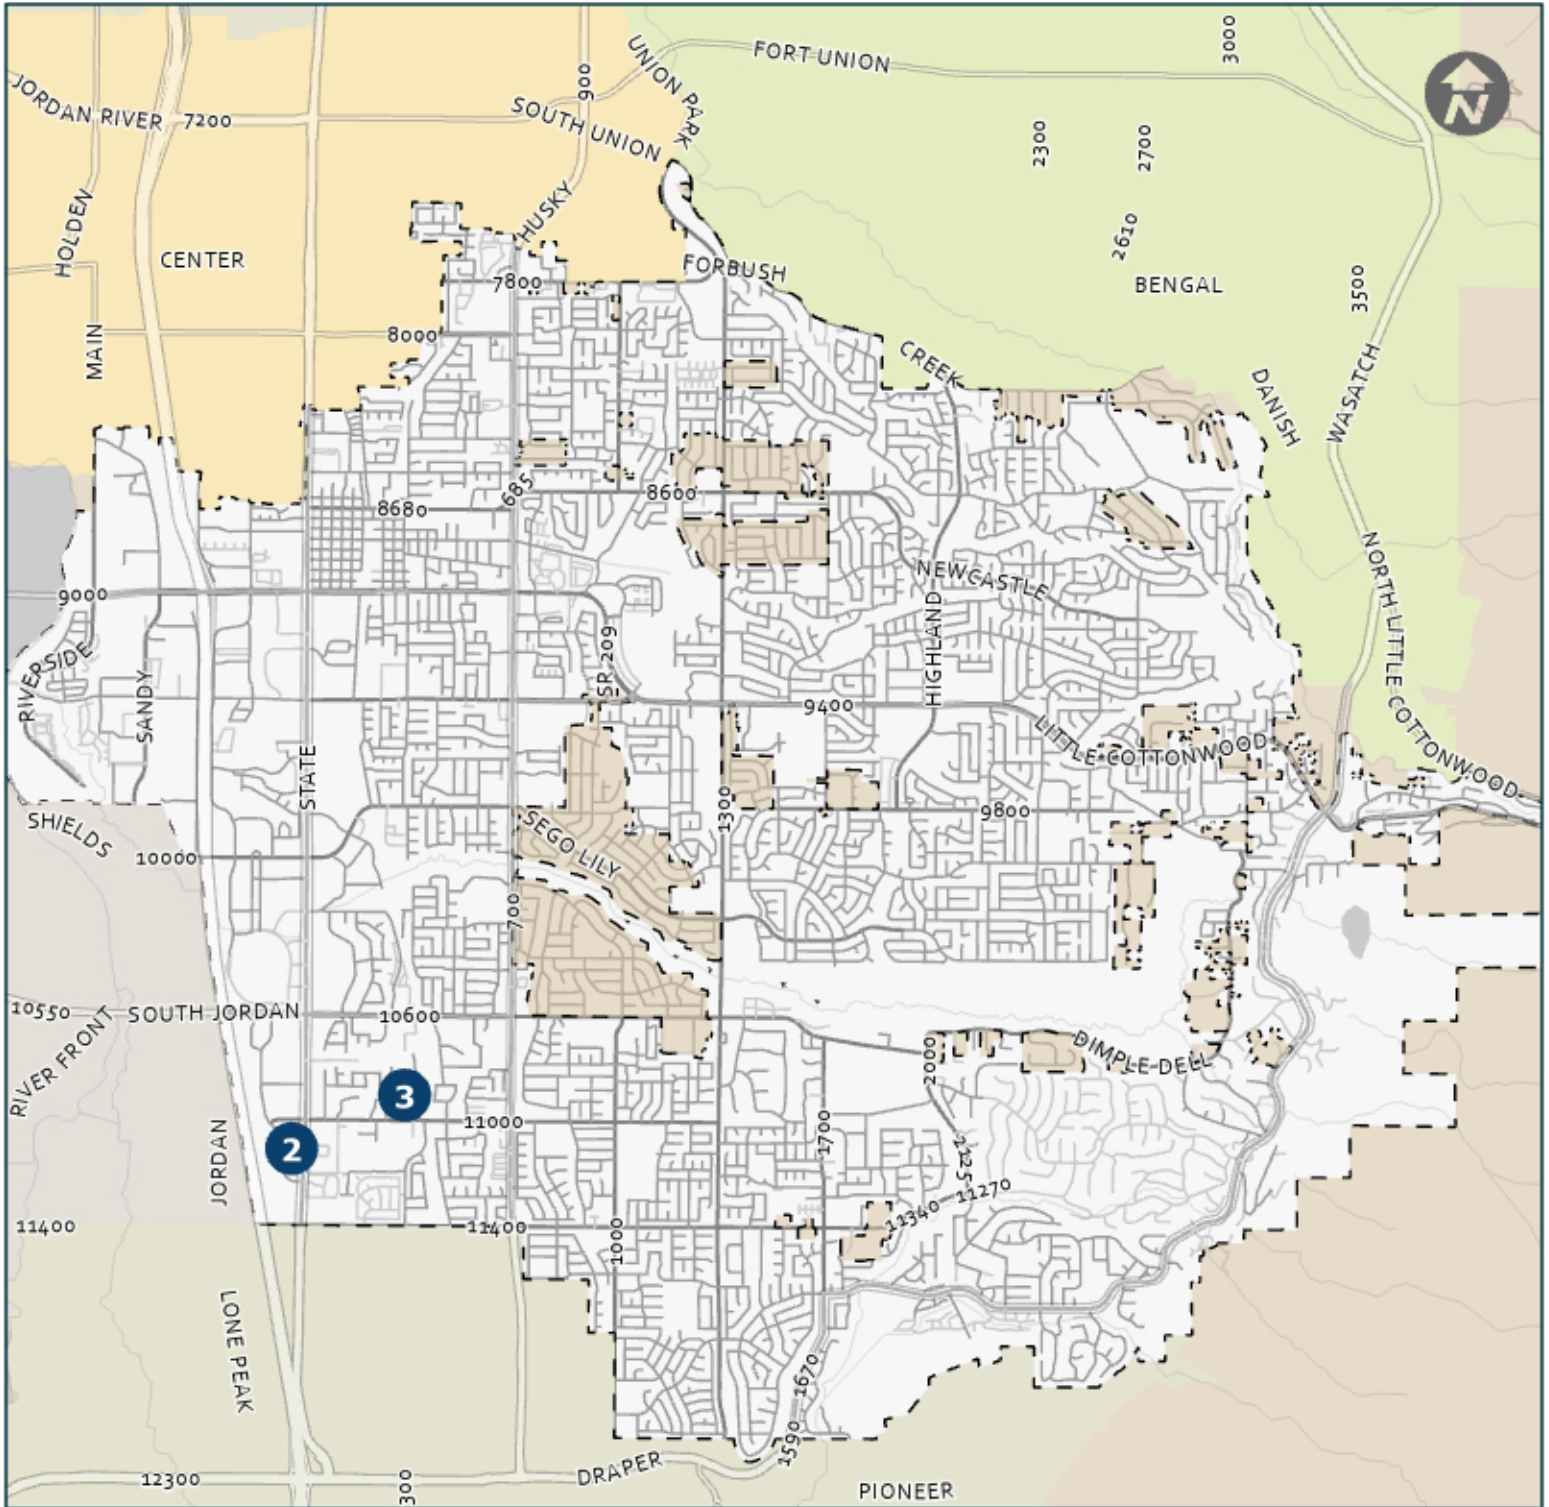 3000
UNION PARK
FORT UNION
900
N
JORDAN RIVER
7200
SOUTH UNION
2300
2700
HOLDEN
HUSKY
2610
CENTER
FORBUSH
7800
BENGAL
3500
MAIN
8000
CREEK
DANISH
WASATCH
685
8600
8680
NORTH LITTLE COTTONWOOD
NEWCASTLE
9000
HIGHLAND
RIVERSIDE
SANDY
SR 209
9400
LITTLE COTTONWOOD
STATE
1300
9800
SHIELDS
SEGO LILY
10000
700
10550
SOUTH JORDAN
10600
RIVER FRONT
DIMPLE DELL
2000
3
11000
1700
2
JORDAN
2125
11270
11340
11400
11400
1000
LONE PEAK
1670
1590
12300
300
DRAPER
PIONEER